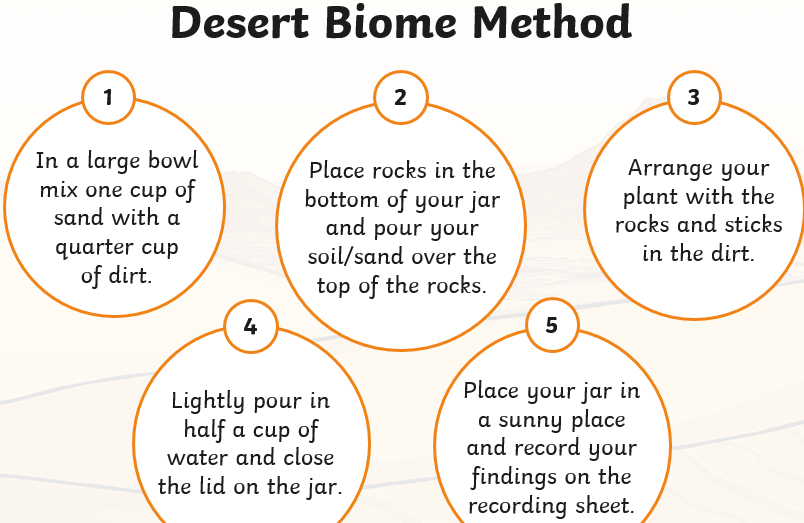 Desert Biome Method
1
In a large bowl
mix one cup of
sand with a
quarter cup
of dirt.
2
Place rocks in the
bottom of your jar
and pour your
soil/sand over the
top of the rocks.
3
Arrange your
plant with the
rocks and sticks
in the dirt.
4
Lightly pour in
half a cup of
water and close
the lid on the jar.
5
Place your jar in
a sunny place
and record your
findings on the
recording sheet.